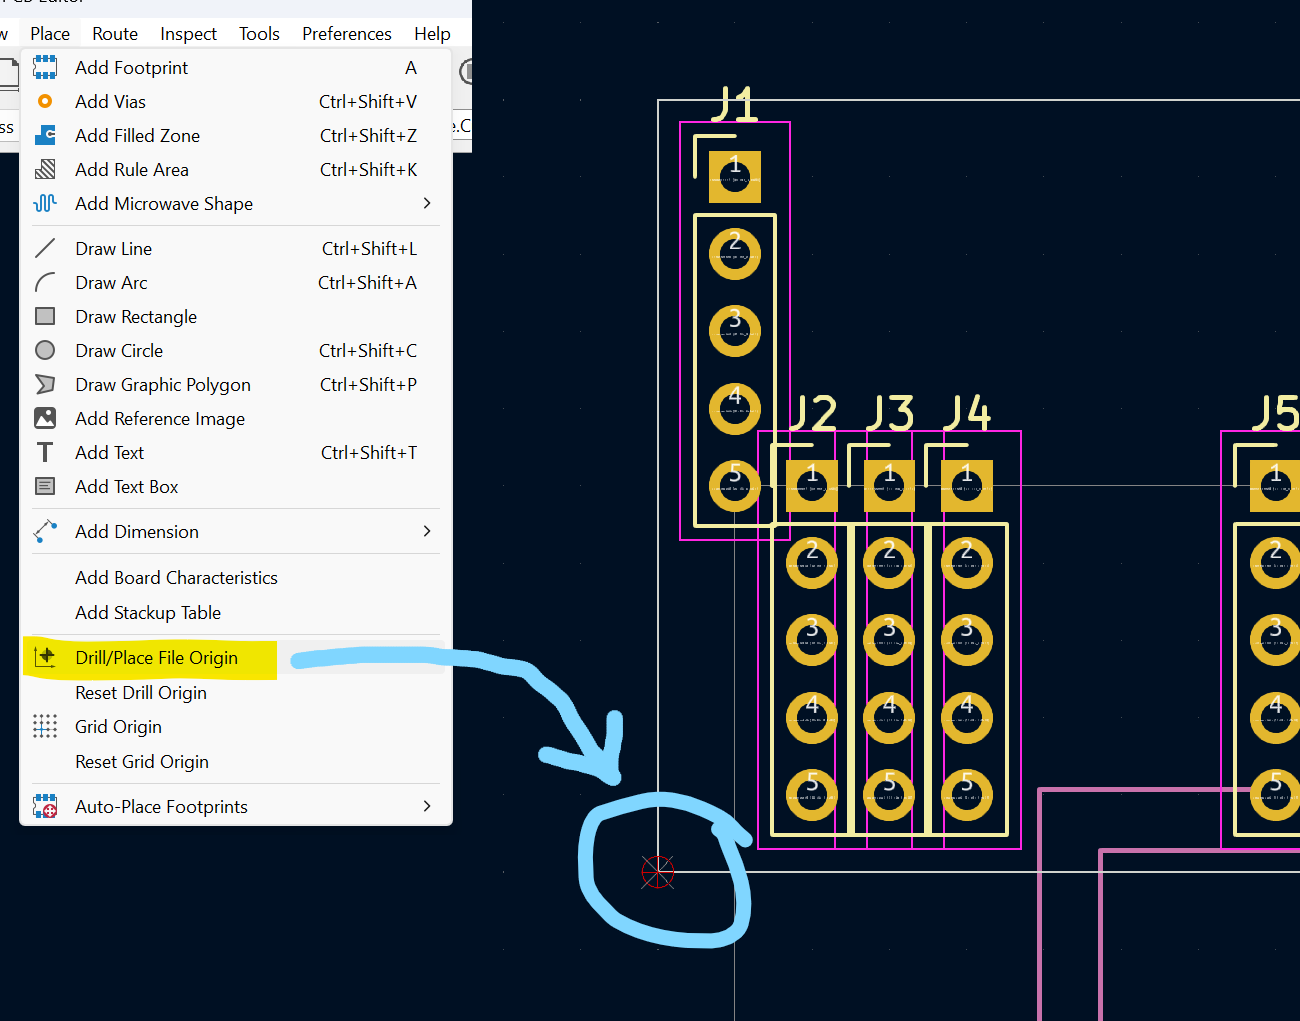 Place Route Inspect Tools Preferences Help
ss
e.C
Add Footprint A
Add Vias Ctrl+Shift+V
Add Filled Zone Ctrl+Shift+Z
Add Rule Area Ctrl+Shift+K
Add Microwave Shape
Draw Line Ctrl+Shift+L
Draw Arc Ctrl+Shift+A
Draw Rectangle
Draw Circle Ctrl+Shift+C
Draw Graphic Polygon Ctrl+Shift+P
Add Reference Image
Add Text Ctrl+Shift+T
Add Text Box
Add Dimension
Add Board Characteristics
Add Stackup Table
Drill/Place File Origin
Reset Drill Origin
Grid Origin
Reset Grid Origin
Auto-Place Footprints
J1
1
2
3
4
5
J2 J3 J4 J5
1 1 1 1
2 2 2 2
3 3 3 3
4 4 4 4
5 5 5 5